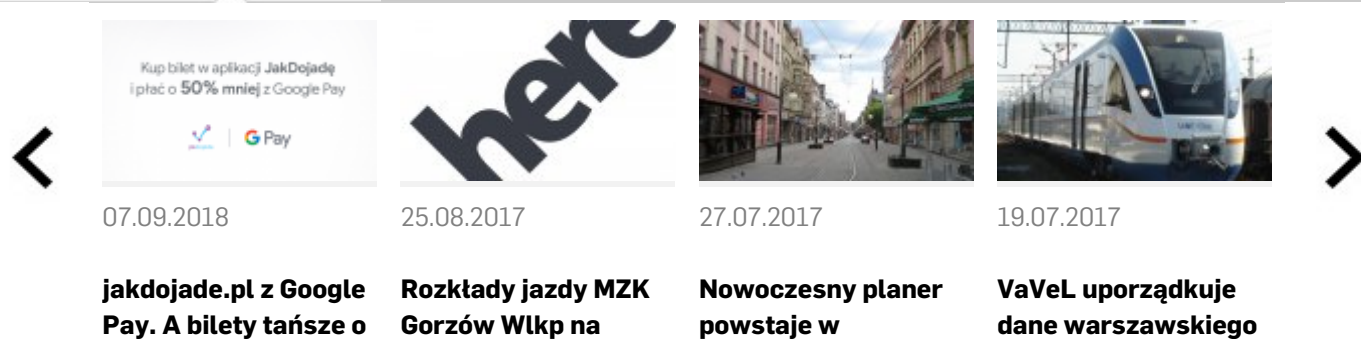 Kup bilet w aplikacji JakDojadę
i płać o 50% mniej z Google Pay
G Pay
here
07.09.2018
25.08.2017
27.07.2017
19.07.2017
jakdojade.pl z Google
Pay. A bilety tańsze o
Rozkłady jazdy MZK
Gorzów Wlkp na
Nowoczesny planer
powstaje w
VaVeL uporządkuje
dane warszawskiego